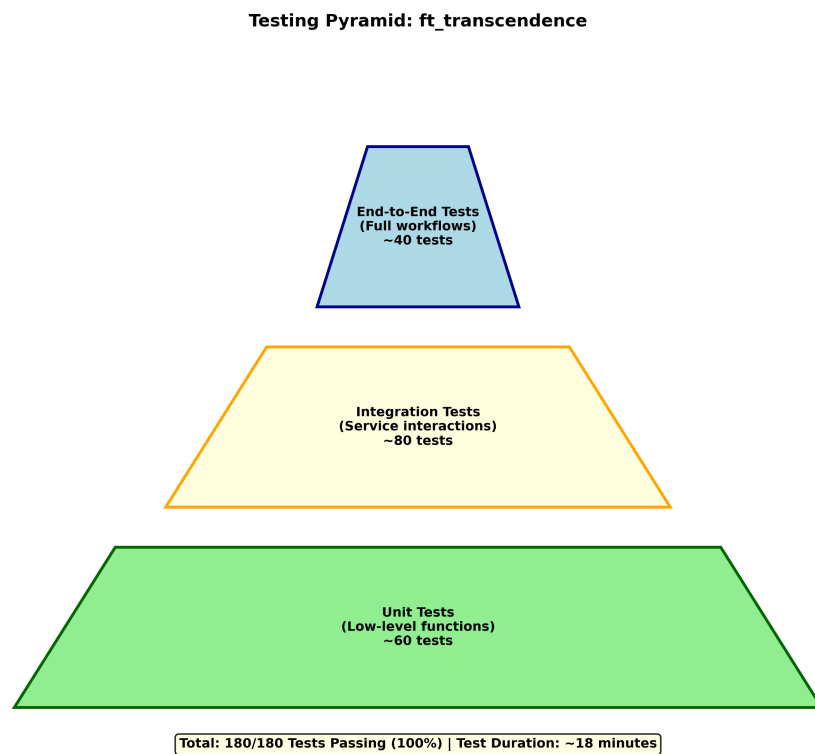 Testing Pyramid: ft_transcendence
End-to-End Tests
(Full workflows)
~40 tests
Integration Tests
(Service interactions)
~80 tests
Unit Tests
(Low-level functions)
~60 tests
Total: 180/180 Tests Passing (100%) | Test Duration: ~18 minutes